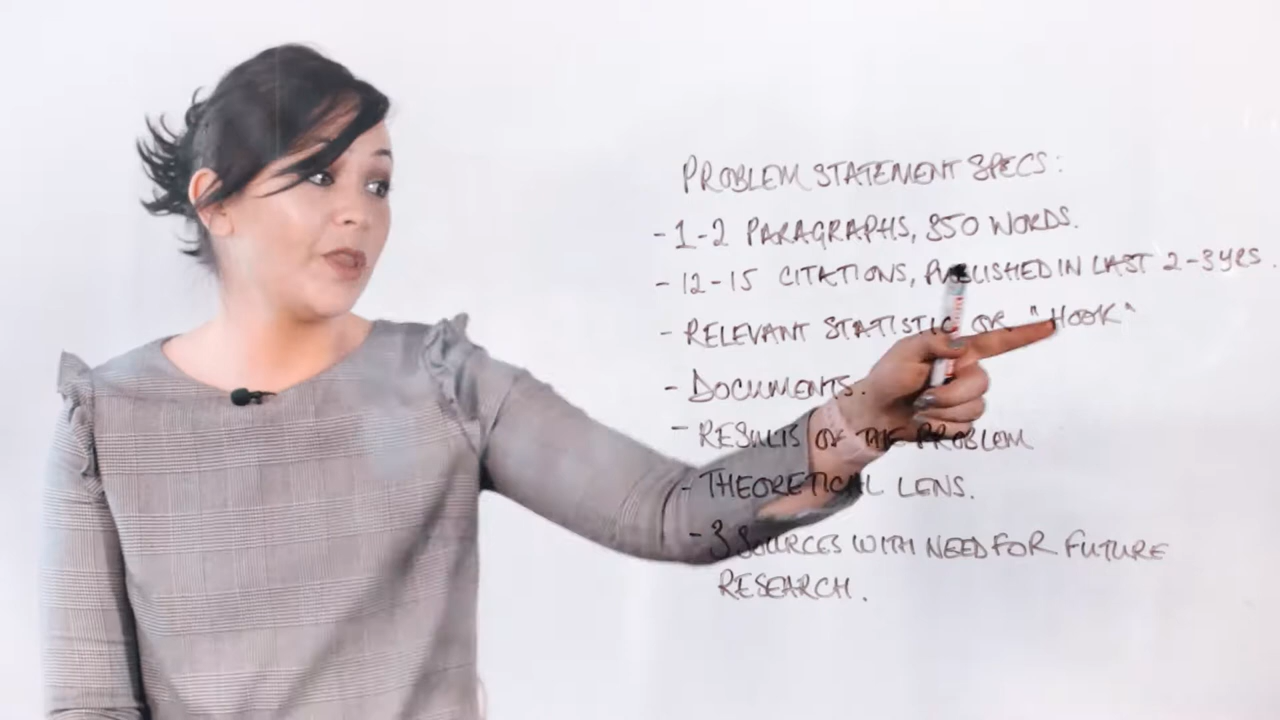 PROBLEM STATEMENT SPECS:
- 1-2 PARAGRAPHS, 350 WORDS.
- 12-15 CITATIONS, PUBLISHED IN LAST 2-3 YRS.
- RELEVANT STATISTIC OR "HOOK"
- DOCUMENTS.
- RESULTS OF THE PROBLEM
- THEORETICAL LENS.
- 3 SOURCES WITH NEED FOR FUTURE
RESEARCH.